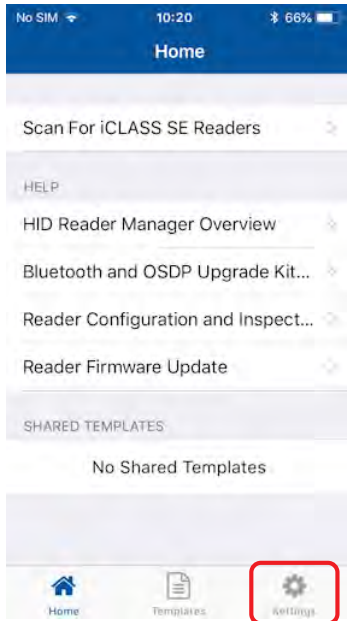 No SIM 10:20 66%
Home
Scan For iCLASS SE Readers
HELP
HID Reader Manager Overview
Bluetooth and OSDP Upgrade Kit...
Reader Configuration and Inspect...
Reader Firmware Update
SHARED TEMPLATES
No Shared Templates
Home Templates Settings